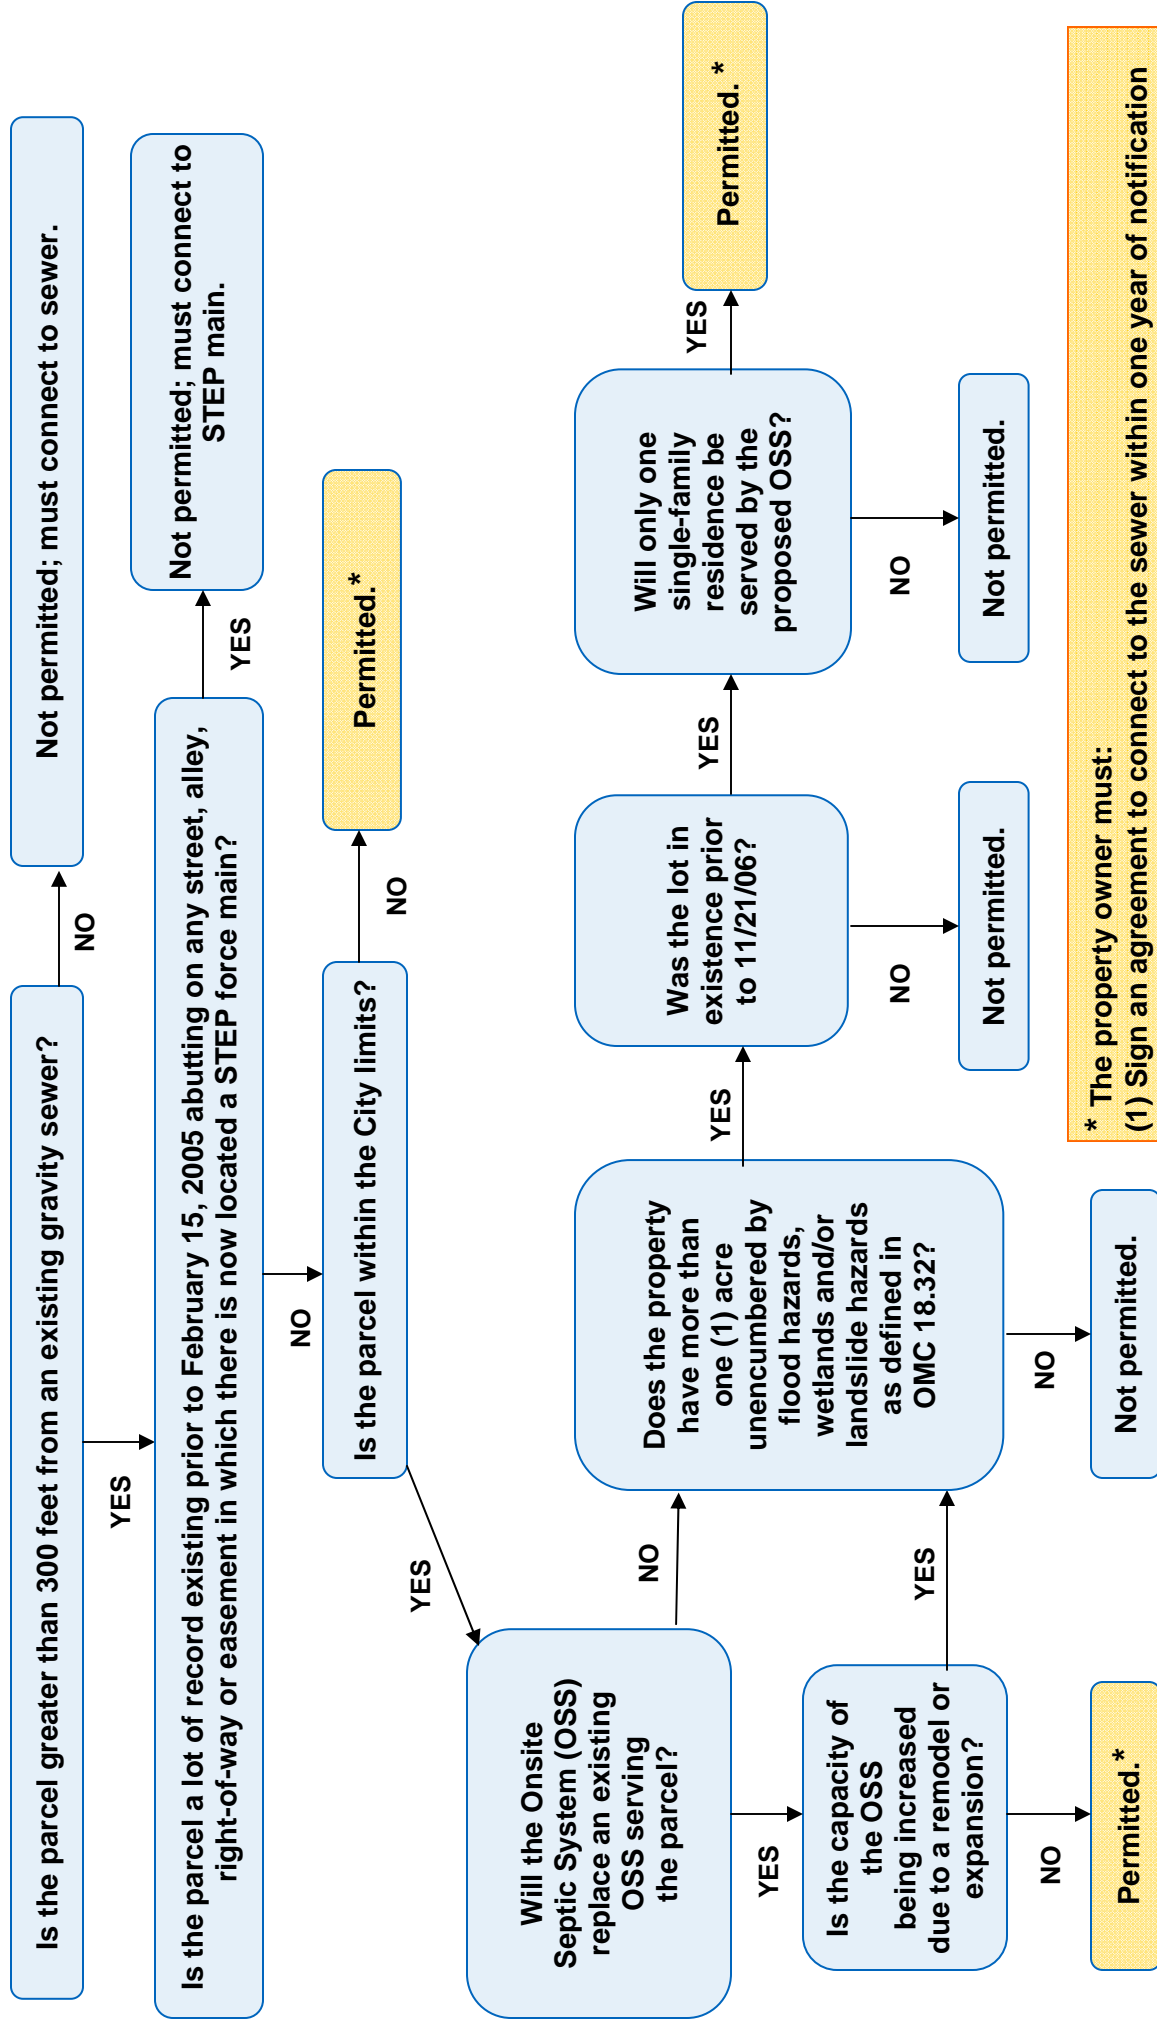 Is the parcel greater than 300 feet from an existing gravity sewer?
NO
Not permitted; must connect to sewer.
YES
Is the parcel a lot of record existing prior to February 15, 2005 abutting on any street, alley,
right-of-way or easement in which there is now located a STEP force main?
YES
Not permitted; must connect to
STEP main.
NO
Is the parcel within the City limits?
NO
Permitted.*
YES
Will the Onsite
Septic System (OSS)
replace an existing
OSS serving
the parcel?
NO
YES
Is the capacity of
the OSS
being increased
due to a remodel or
expansion?
YES
NO
Permitted.*
Does the property
have more than
one (1) acre
unencumbered by
flood hazards,
wetlands and/or
landslide hazards
as defined in
OMC 18.32?
NO
Not permitted.
YES
Was the lot in
existence prior
to 11/21/06?
NO
Not permitted.
YES
Will only one
single-family
residence be
served by the
proposed OSS?
NO
Not permitted.
YES
Permitted. *
* The property owner must:
(1) Sign an agreement to connect to the sewer within one year of notification